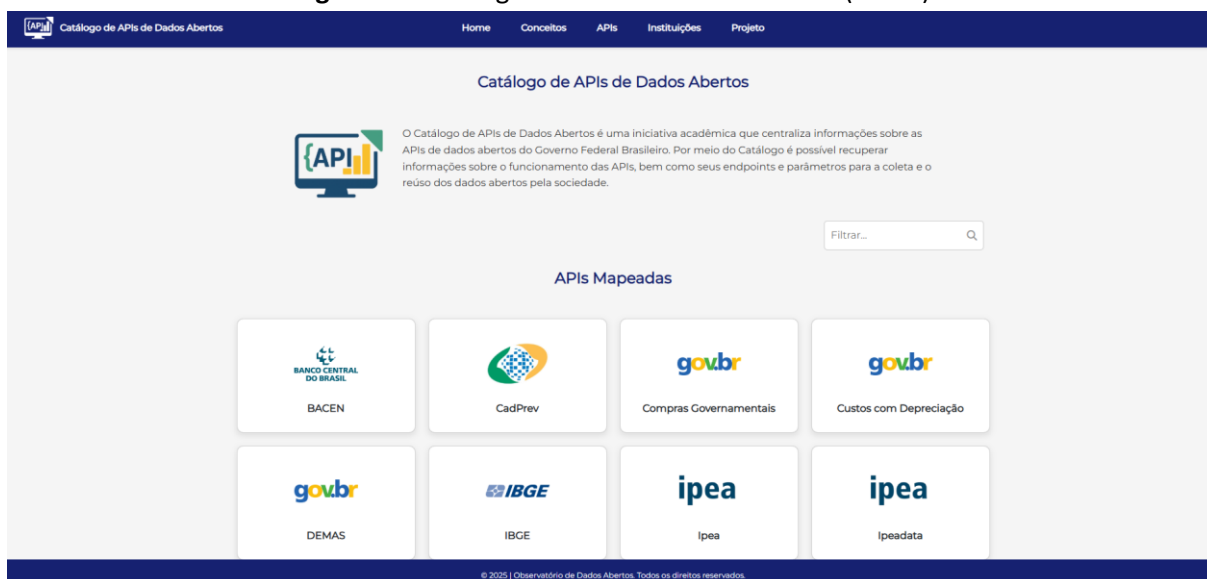 Catálogo de APIs de Dados Abertos
Home Conceitos APIs Instituições Projeto
Catálogo de APIs de Dados Abertos
{API
O Catálogo de APIs de Dados Abertos é uma iniciativa acadêmica que centraliza informações sobre as
APIs de dados abertos do Governo Federal Brasileiro. Por meio do Catálogo é possível recuperar
informações sobre o funcionamento das APIs, bem como seus endpoints e parâmetros para a coleta e o
reúso dos dados abertos pela sociedade.
Filtrar...
APIs Mapeadas
BANCO CENTRAL
DO BRASIL
BACEN
CadPrev
gov.br
Compras Governamentais
gov.br
Custos com Depreciação
gov.br
DEMAS
IBGE
IBGE
ipea
Ipea
ipea
Ipeadata
© 2025 | Observatório de Dados Abertos. Todos os direitos reservados.